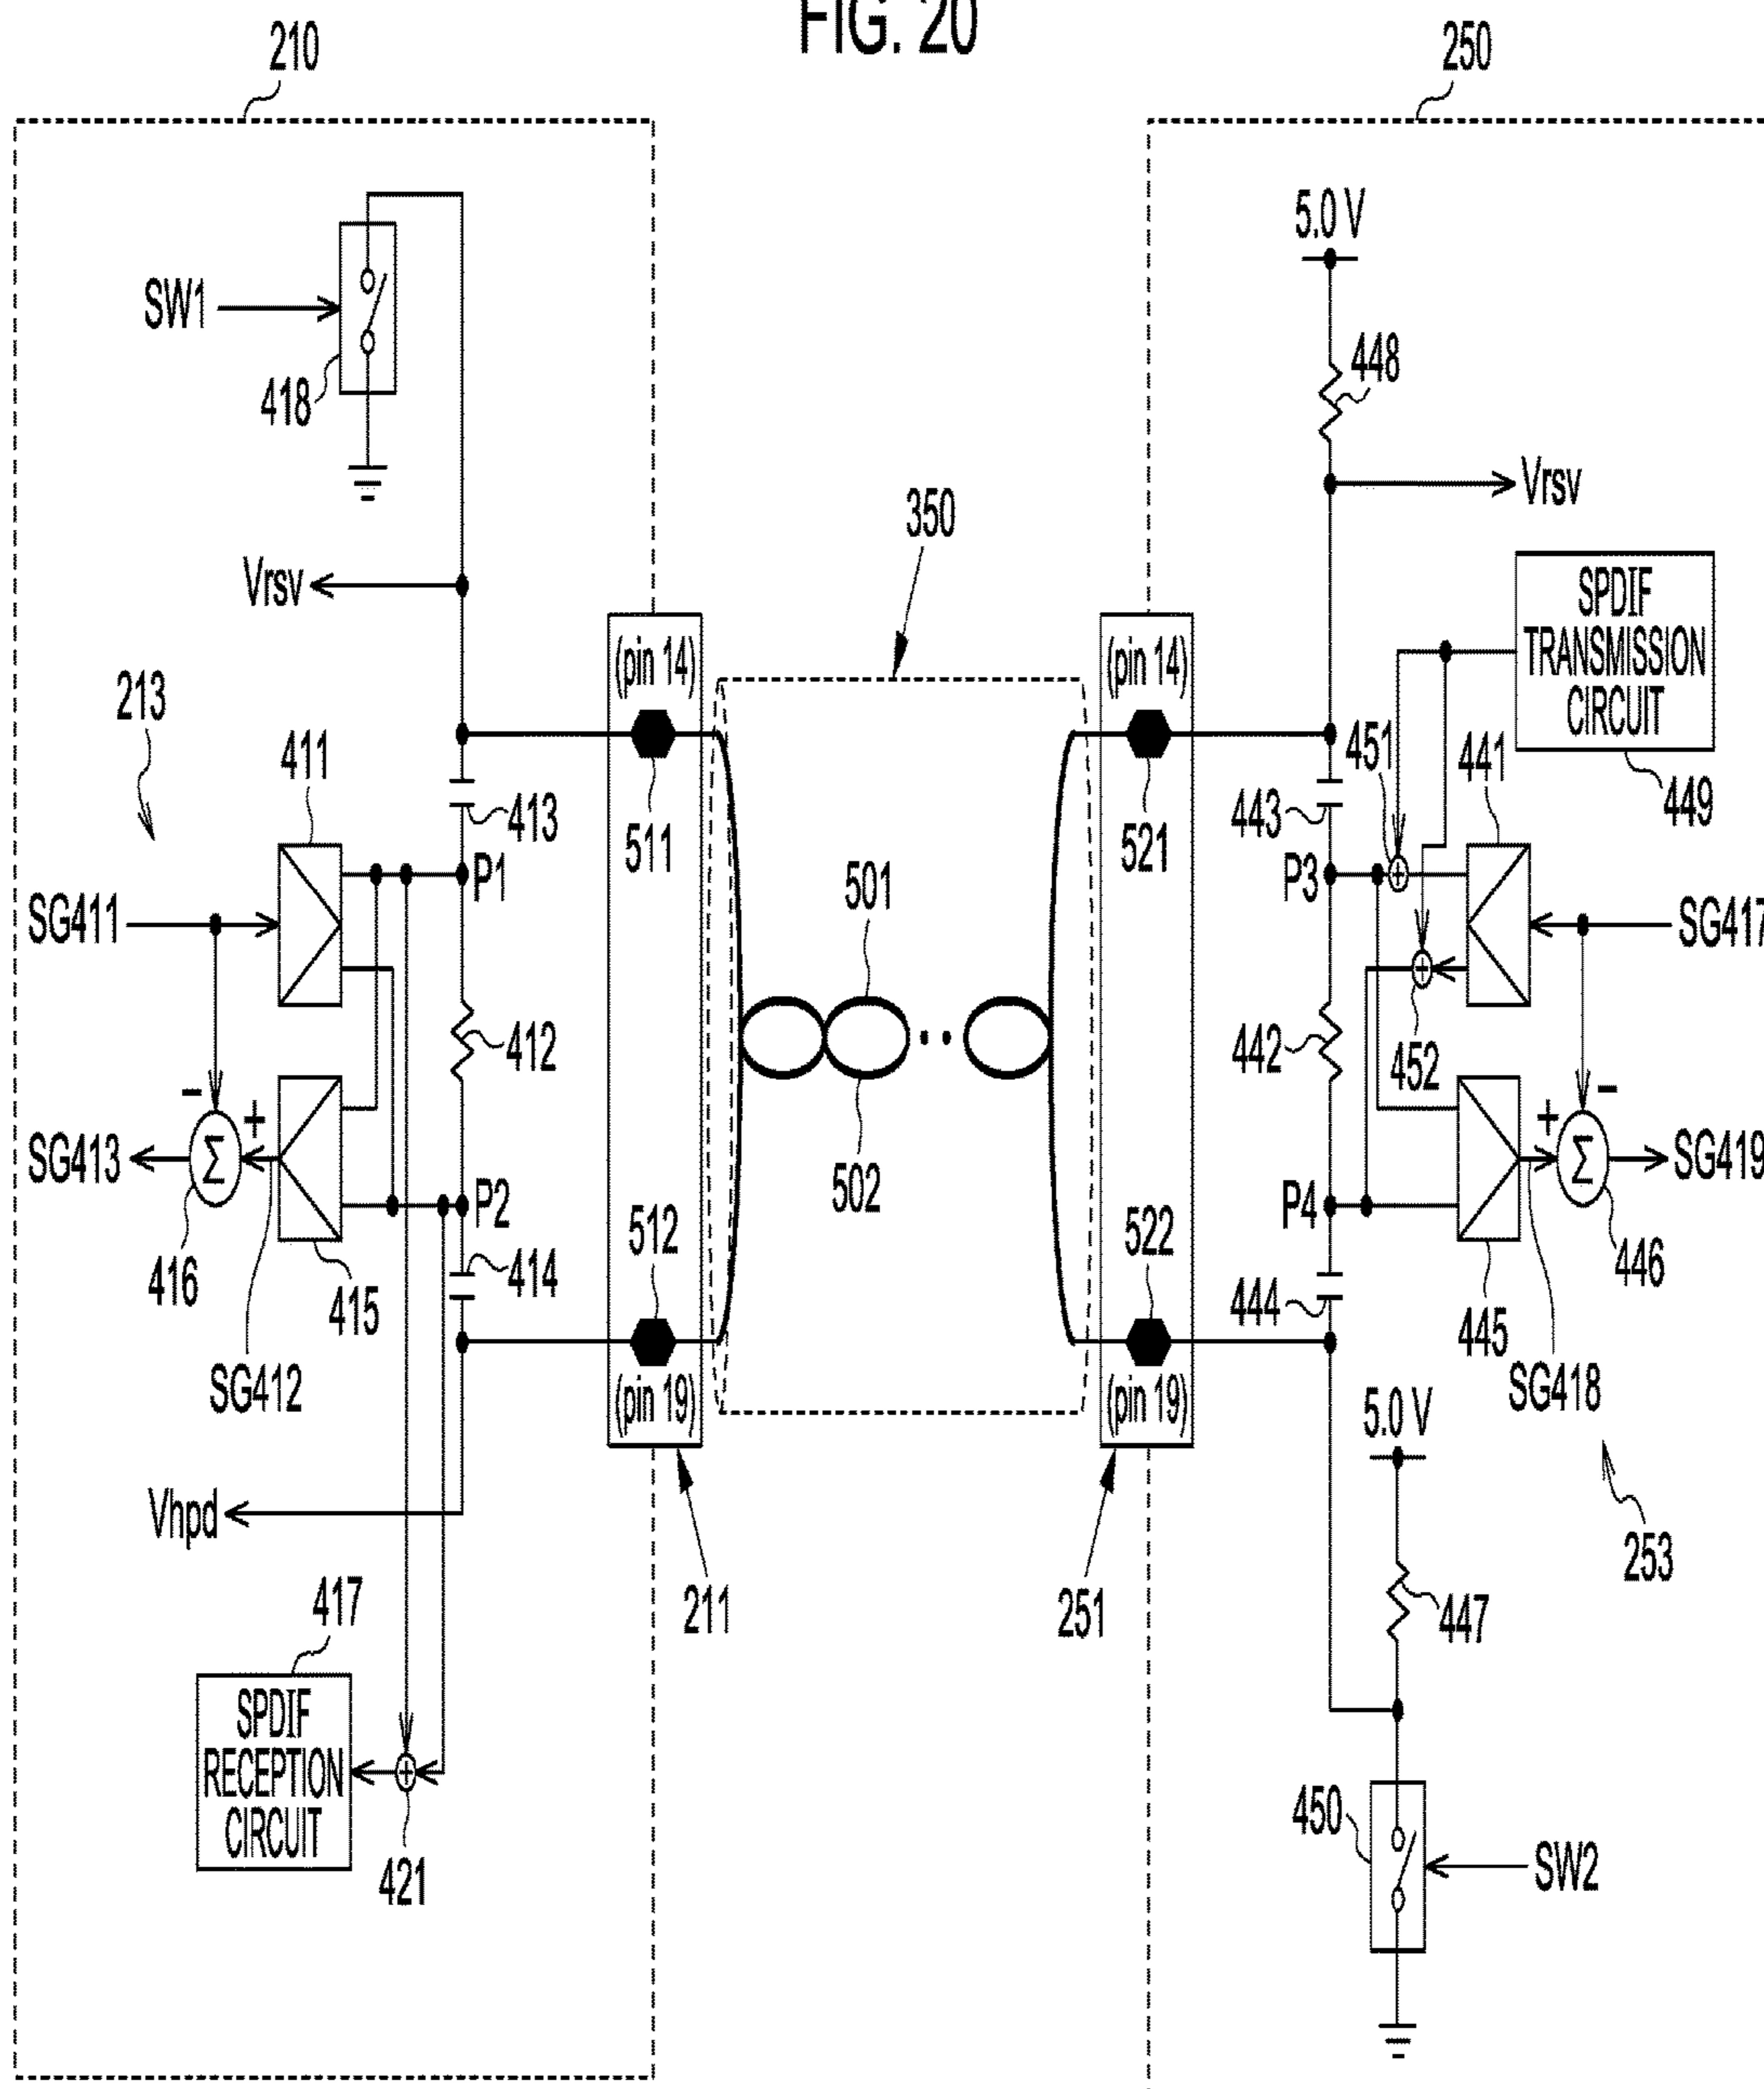 FIG. 20
210
250
5.0 V
SW1
418
448
Vrsv
350
Vrsv
SPDIF
TRANSMISSION
CIRCUIT
449
(pin 14)
(pin 14)
213
411
413
511
521
443
451
441
P1
P3
501
SG411
SG417
412
442
452
502
SG413
–
+
Σ
+
–
Σ
SG419
P2
P4
512
522
416
415
414
444
446
445
SG412
SG418
(pin 19)
(pin 19)
5.0 V
Vhpd
211
251
253
417
447
SPDIF
RECEPTION
CIRCUIT
421
450
SW2